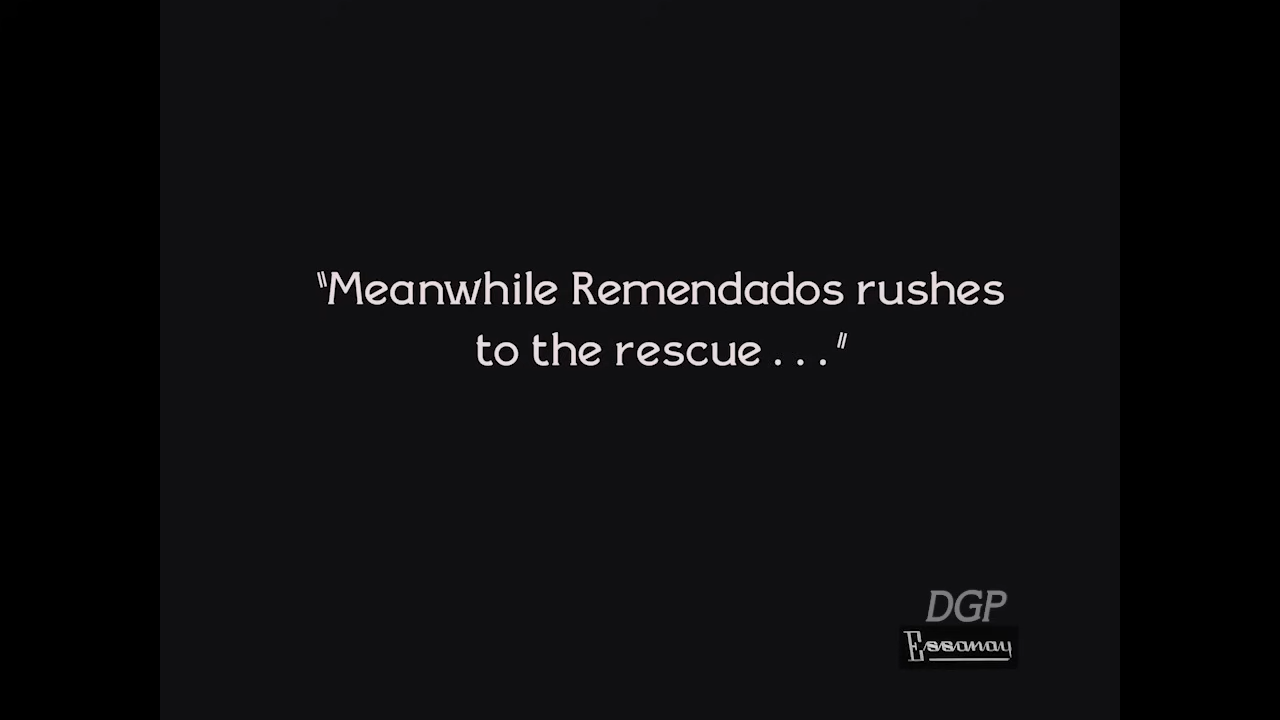 "Meanwhile Remendados rushes
to the rescue . . ."
DGP
Essanay